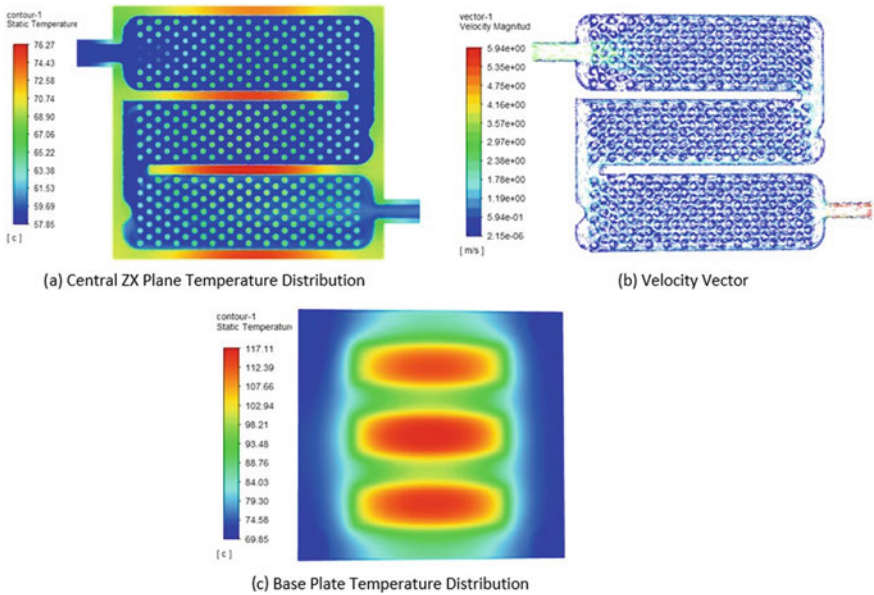 contour-1
Static Temperature
76.27
74.43
72.58
70.74
68.90
67.06
65.22
63.38
61.53
59.69
57.85
[ c ]
(a) Central ZX Plane Temperature Distribution
vector-1
Velocity Magnitud
5.94e+00
5.35e+00
4.76e+00
4.16e+00
3.57e+00
2.97e+00
2.38e+00
1.78e+00
1.19e+00
5.94e-01
2.15e-06
[ m/s ]
(b) Velocity Vector
contour-1
Static Temperature
117.11
112.39
107.66
102.94
98.21
93.48
88.76
84.03
79.30
74.58
69.85
[ c ]
(c) Base Plate Temperature Distribution